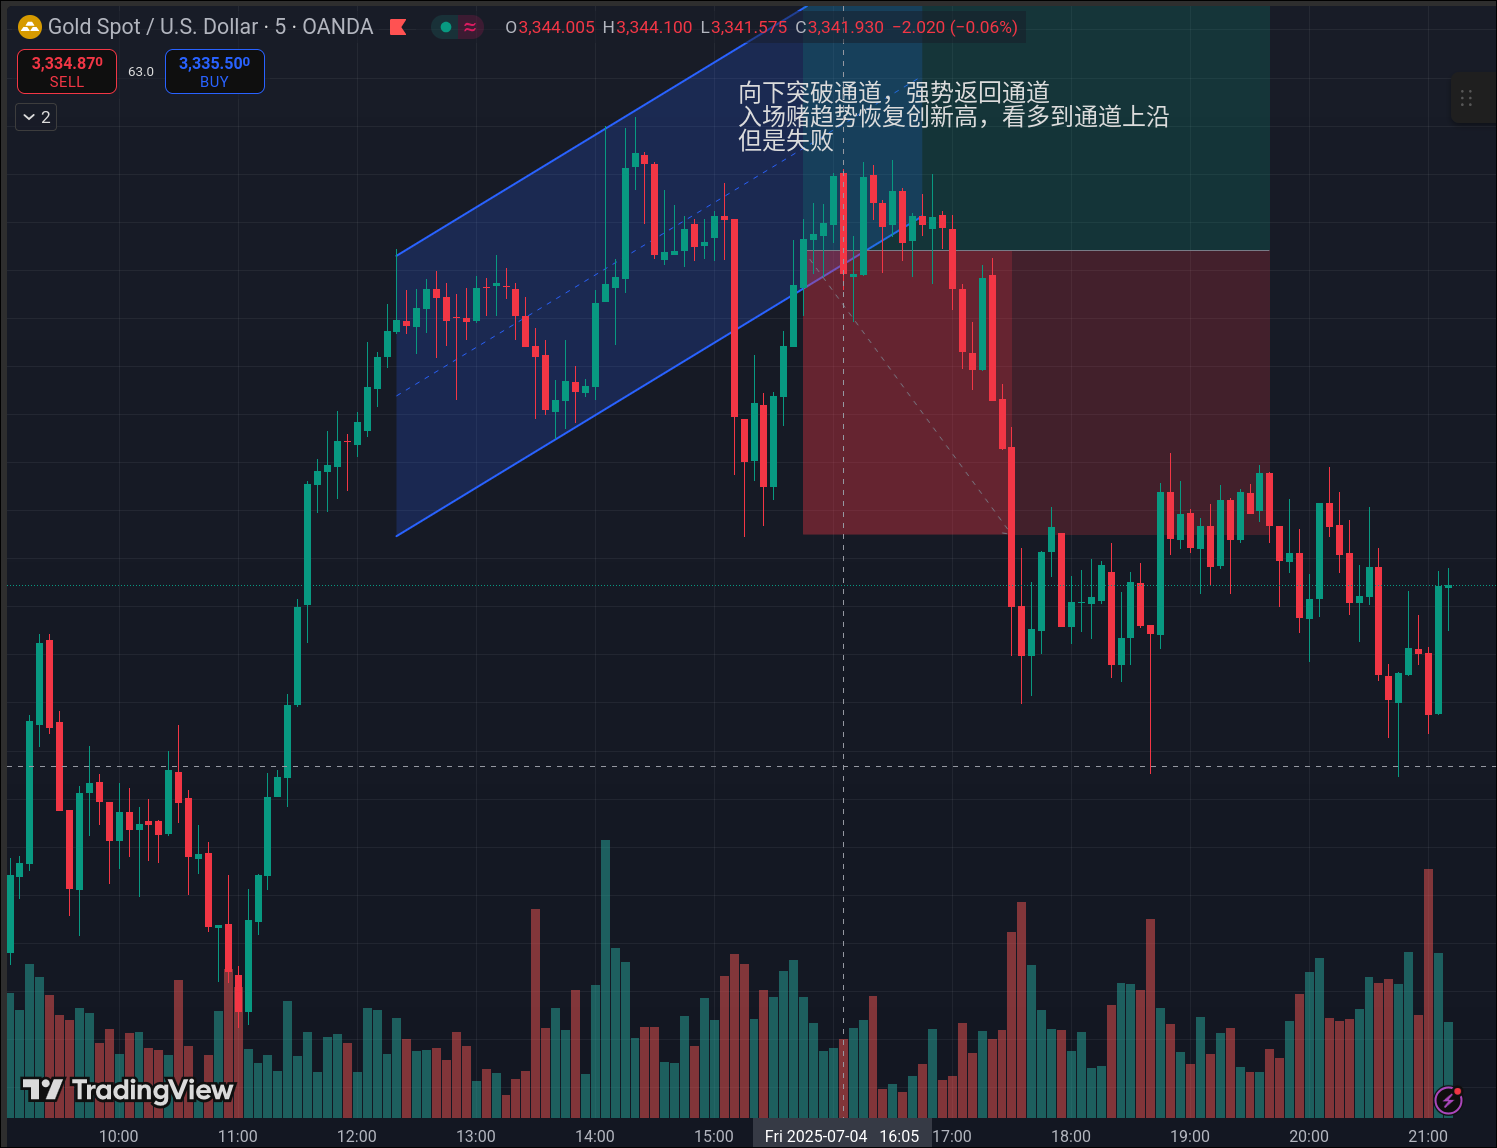 Gold Spot / U.S. Dollar · 5 · OANDA
O3,344.005 H3,344.100 L3,341.575 C3,341.930 −2.020 (−0.06%)
3,334.870
SELL
63.0
3,335.500
BUY
2
向下突破通道，强势返回通道
入场赌趋势恢复创新高，看多到通道上沿
但是失败
TradingView
10:00 11:00 12:00 13:00 14:00 15:00 Fri 2025-07-04 16:05 17:00 18:00 19:00 20:00 21:00